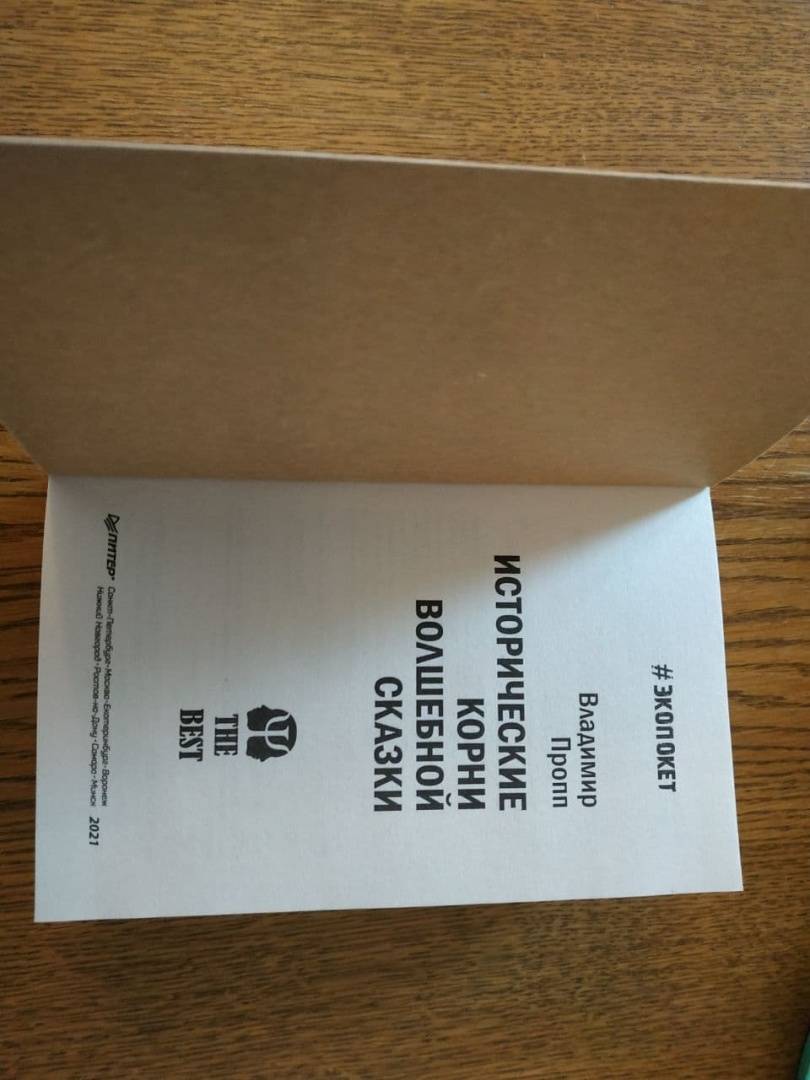 #ЭКОПОКЕТ
Владимир
Пропп
ИСТОРИЧЕСКИЕ
КОРНИ
ВОЛШЕБНОЙ
СКАЗКИ
THE
BEST
ПИТЕР®
Санкт-Петербург · Москва · Екатеринбург · Воронеж
Нижний Новгород · Ростов-на-Дону · Самара · Минск
2021